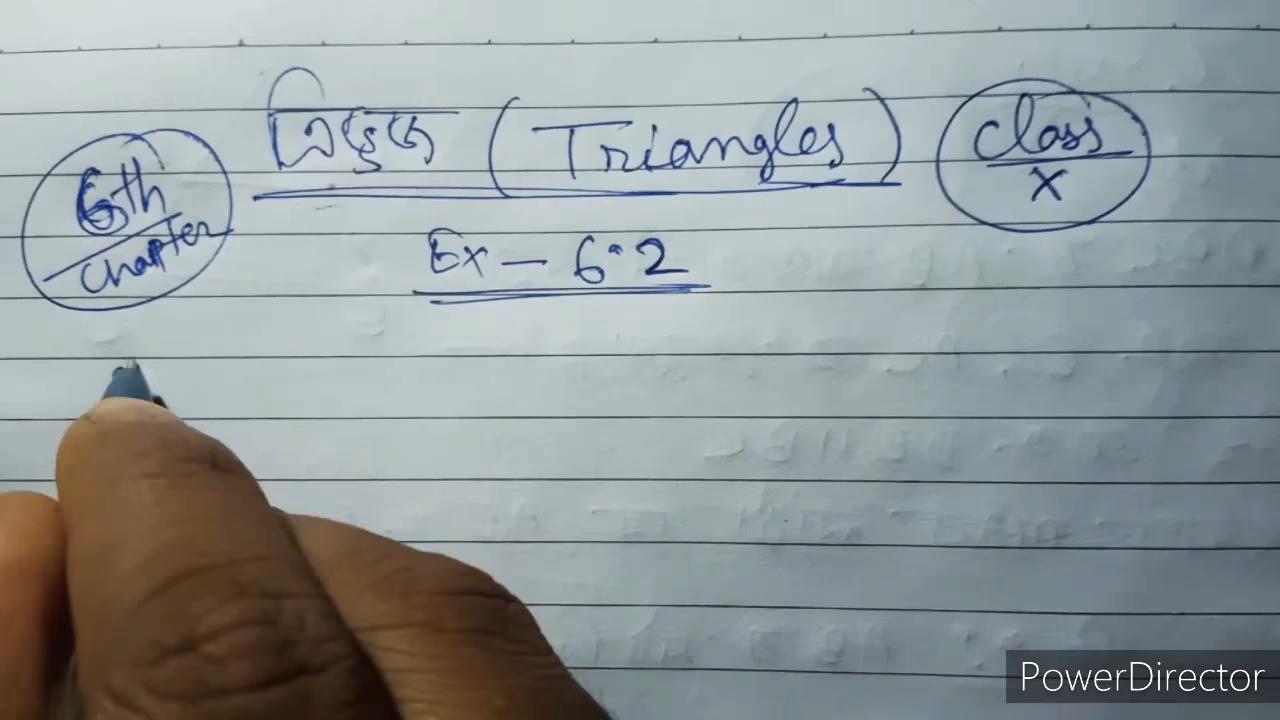 ত্রিভুজ (Triangles)
Class
X
6th
Chapter
Ex - 6.2
PowerDirector